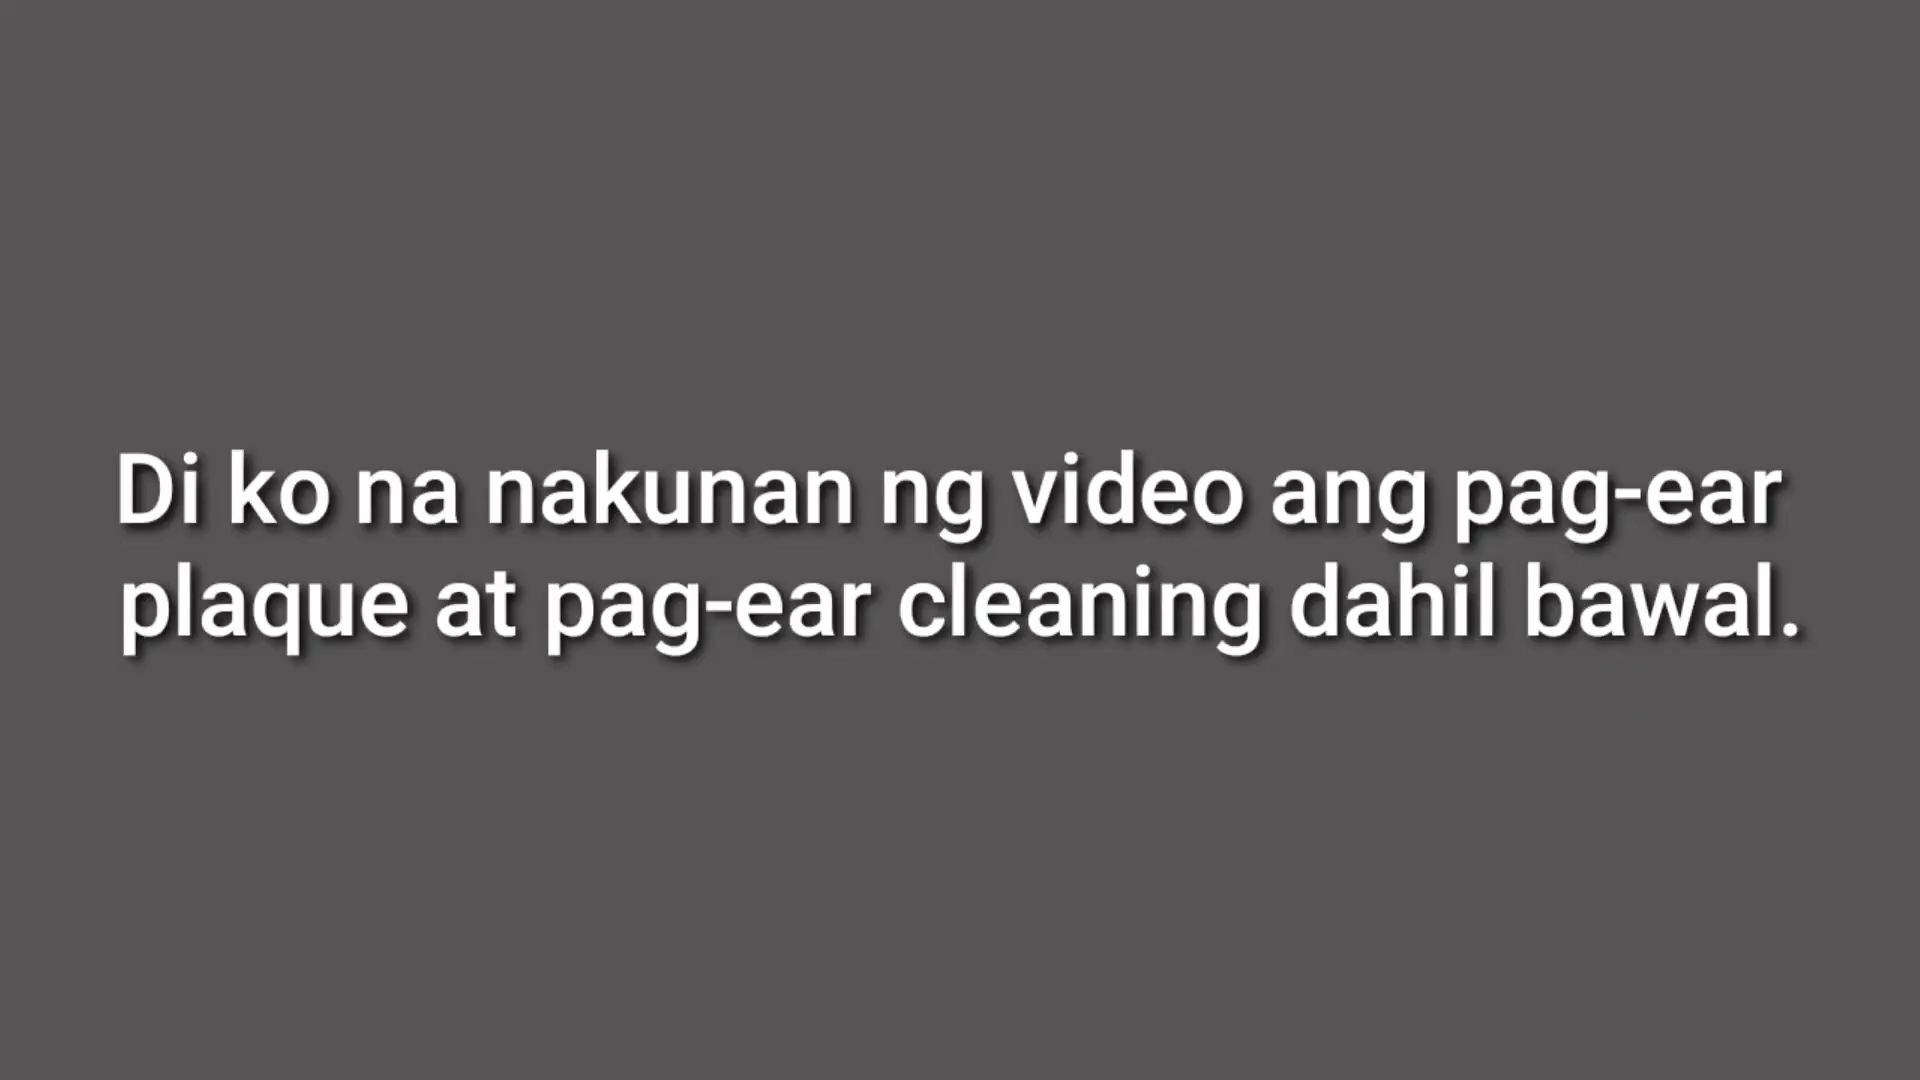 Di ko na nakunan ng video ang pag-ear
plaque at pag-ear cleaning dahil bawal.